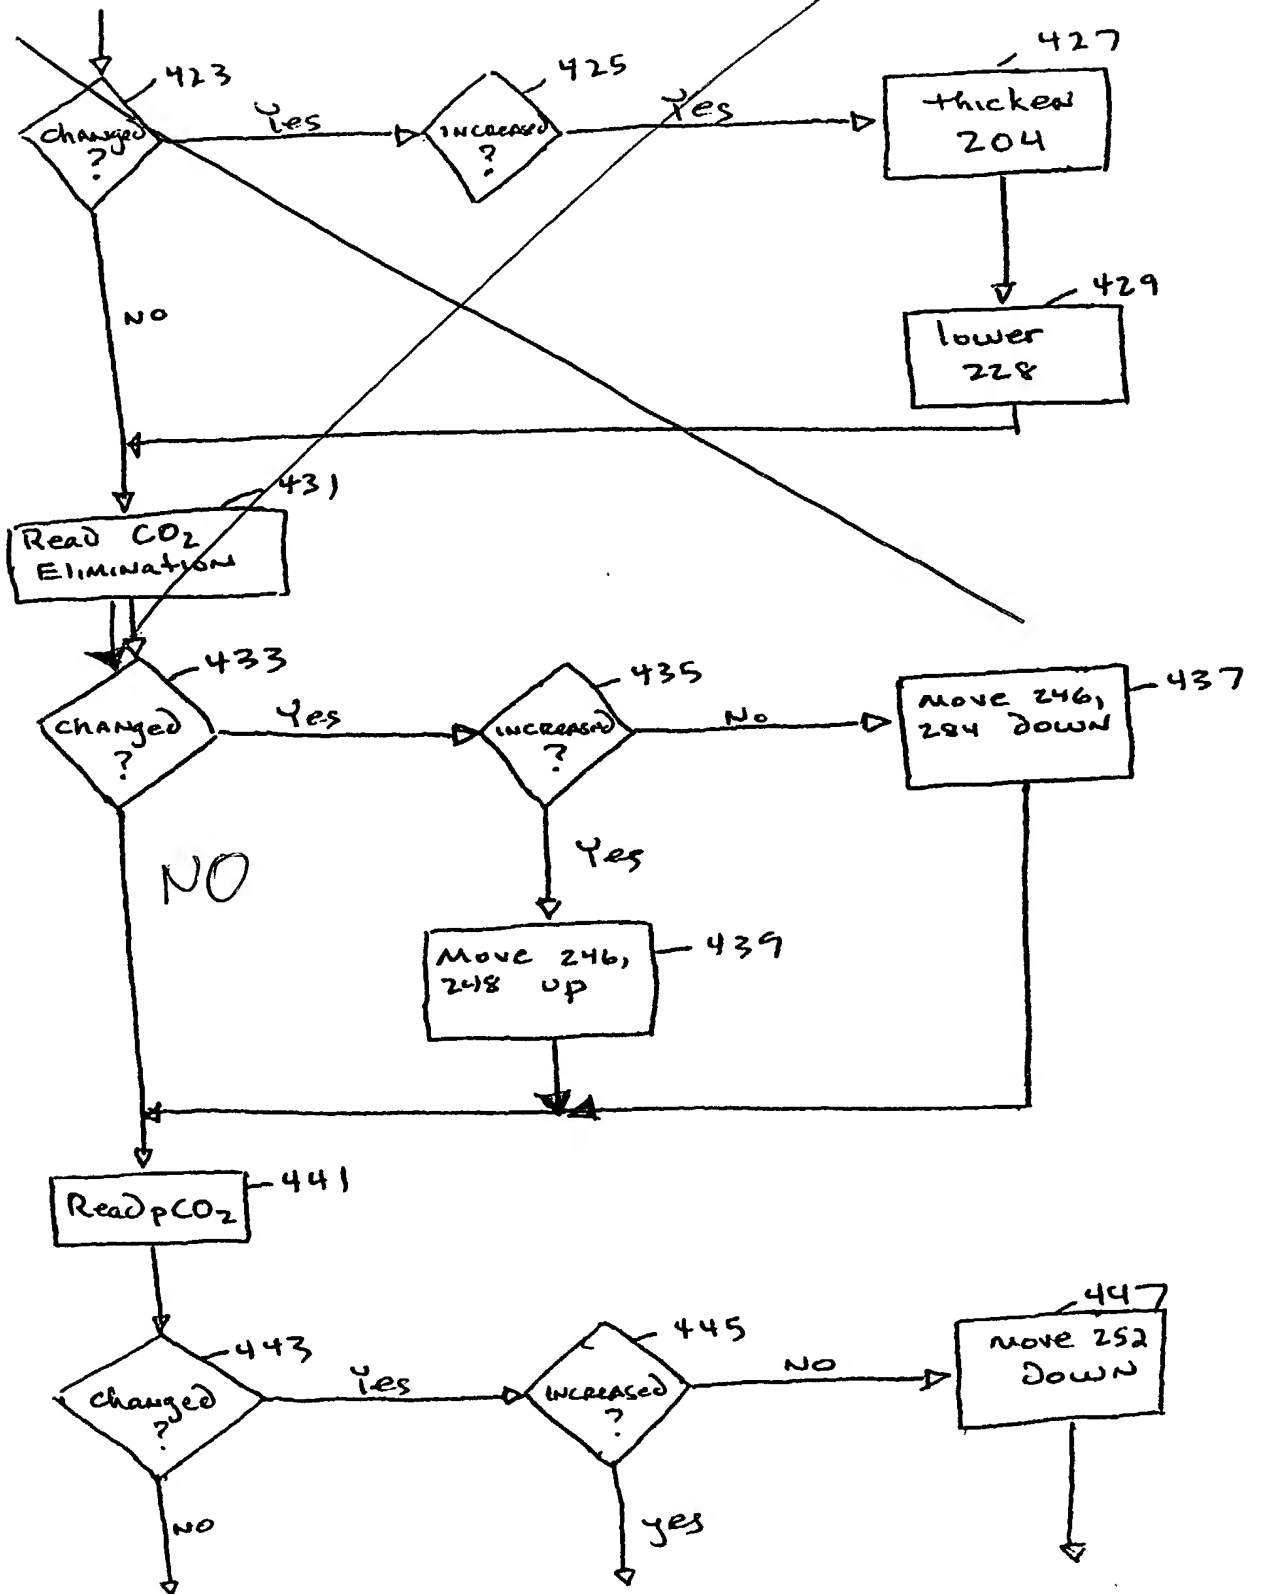 423
425
427
changed
?
Yes
INCREASED
?
Yes
thicken
204
NO
429
lower
228
431
Read CO2
Elimination
433
changed
?
Yes
435
INCREASED
?
No
437
Move 246,
284 DOWN
NO
Yes
439
Move 246,
248 up
441
Read pCO2
443
changed
?
Yes
445
INCREASED
?
NO
447
move 252
DOWN
NO
yes